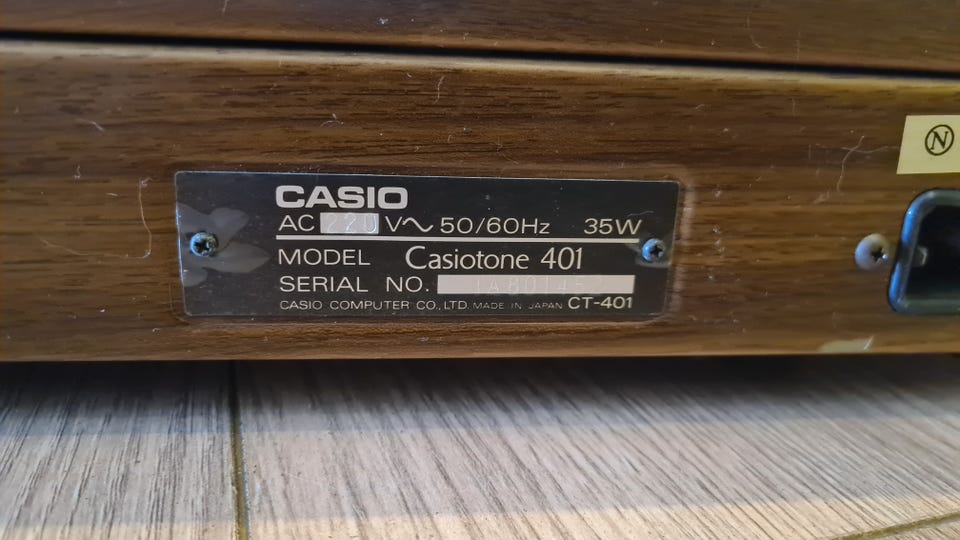 CASIO
AC 220 V~ 50/60Hz 35W
MODEL Casiotone 401
SERIAL NO.
CASIO COMPUTER CO., LTD. MADE IN JAPAN CT-401
N